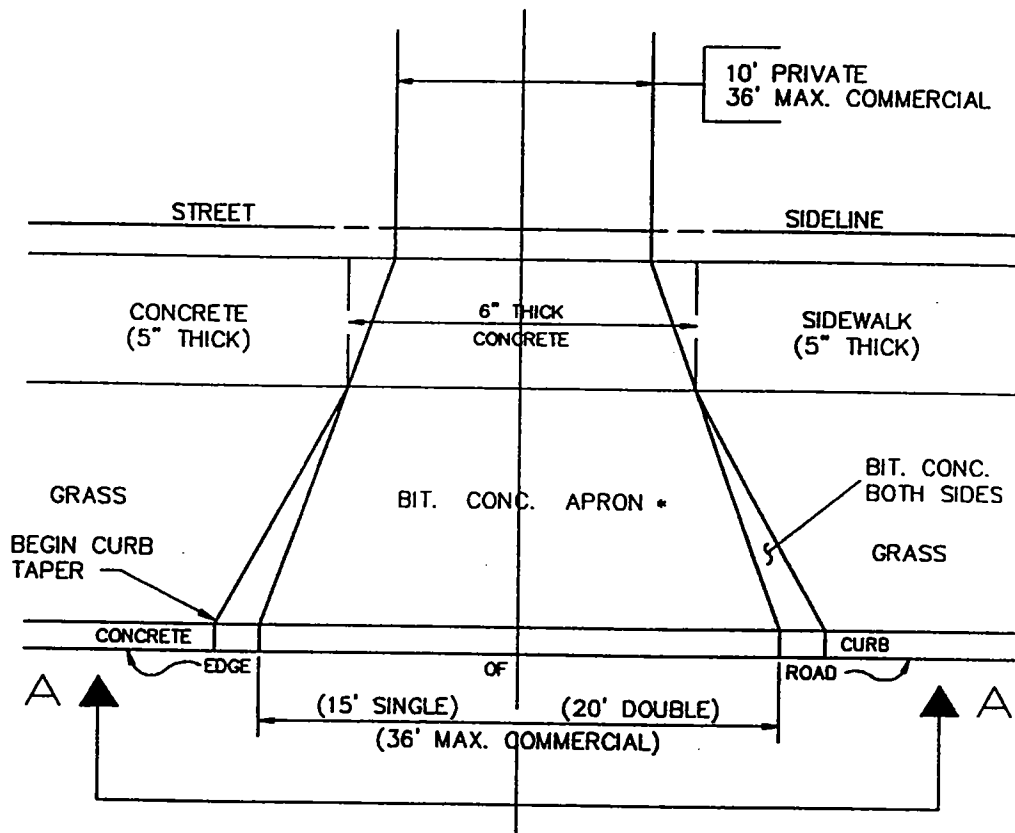 10' PRIVATE
36' MAX. COMMERCIAL
STREET
SIDELINE
CONCRETE
(5" THICK)
6" THICK
CONCRETE
SIDEWALK
(5" THICK)
GRASS
BIT. CONC. APRON *
BIT. CONC.
BOTH SIDES
GRASS
BEGIN CURB
TAPER
CONCRETE
CURB
EDGE OF ROAD
A
A
(15' SINGLE) (20' DOUBLE)
(36' MAX. COMMERCIAL)